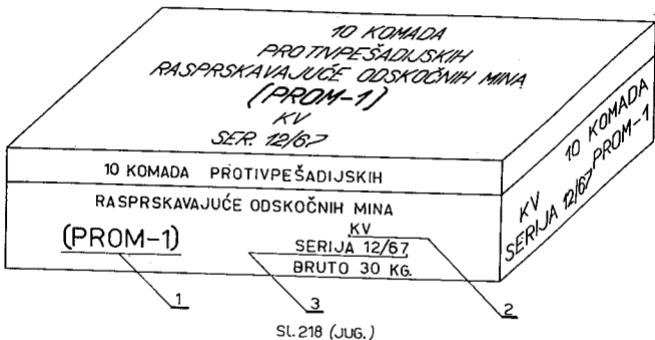 10 KOMADA
PROTIVPEŠADIJSKIH
RASPRSKAVAJUĆE ODSKOČNIH MINA
(PROM-1)
KV
SER. 12/67
10 KOMADA PROTIVPEŠADIJSKIH
RASPRSKAVAJUĆE ODSKOČNIH MINA
(PROM-1)
KV
SERIJA 12/67
BRUTO 30 KG.
10 KOMADA
PROM-1
KV
SERIJA 12/67
1
3
2
SL.218 (JUG.)